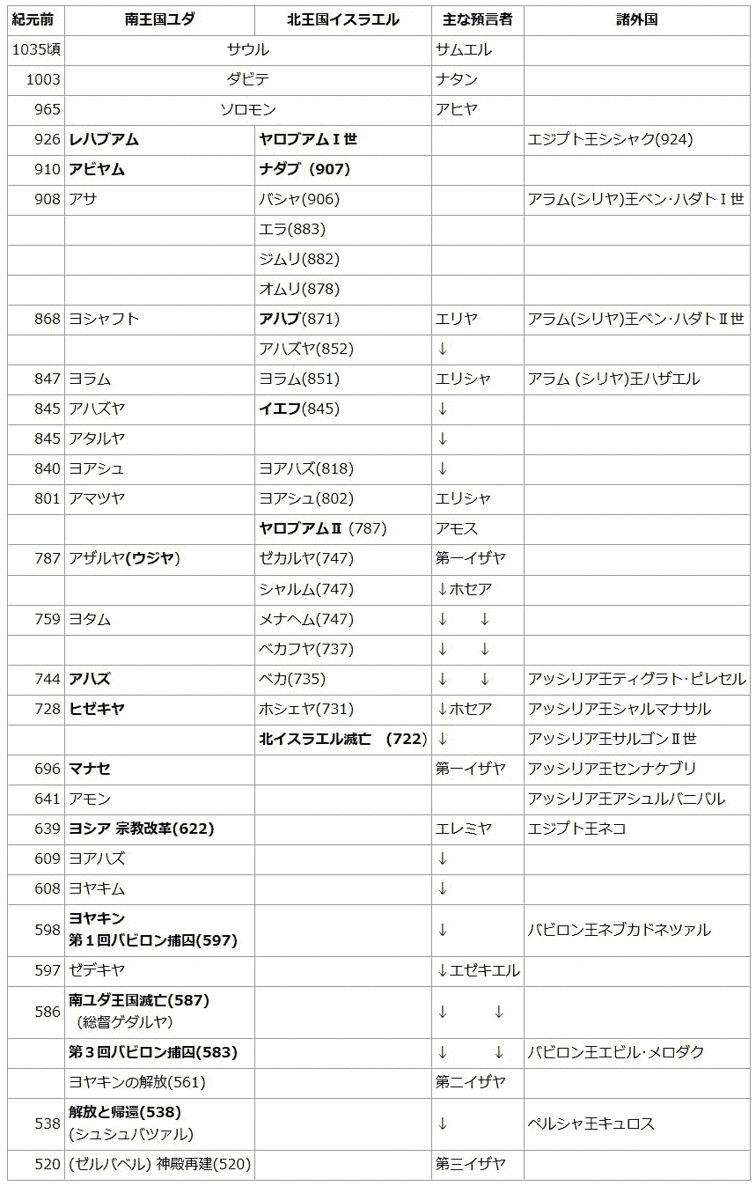 紀元前 南王国ユダ 北王国イスラエル 主な預言者 諸外国
1035頃 サウル サムエル
1003 ダビテ ナタン
965 ソロモン アヒヤ
926 レハブアム ヤロブアムⅠ世 エジプト王シシャク(924)
910 アビヤム ナダブ (907)
908 アサ バシャ(906) アラム(シリヤ)王ベン・ハダトⅠ世
エラ(883)
ジムリ(882)
オムリ(878)
868 ヨシャフト アハブ(871) エリヤ アラム(シリヤ)王ベン・ハダトⅡ世
アハズヤ(852) ↓
847 ヨラム ヨラム(851) エリシャ アラム (シリヤ)王ハザエル
845 アハズヤ イエフ(845) ↓
845 アタルヤ ↓
840 ヨアシュ ヨアハズ(818) ↓
801 アマツヤ ヨアシュ(802) エリシャ
ヤロブアムⅡ (787) アモス
787 アザルヤ(ウジヤ) ゼカルヤ(747) 第一イザヤ
シャルム(747) ↓ホセア
759 ヨタム メナヘム(747) ↓ ↓
ペカフヤ(737) ↓ ↓
744 アハズ ペカ(735) ↓ ↓ アッシリア王ティグラト・ピレセル
728 ヒゼキヤ ホシェヤ(731) ↓ホセア アッシリア王シャルマナサル
北イスラエル滅亡 (722) ↓ アッシリア王サルゴンⅡ世
696 マナセ 第一イザヤ アッシリア王センナケブリ
641 アモン アッシリア王アシュルバニバル
639 ヨシア 宗教改革(622) エレミヤ エジプト王ネコ
609 ヨアハズ ↓
608 ヨヤキム ↓
598 ヨヤキン
第１回バビロン捕囚(597) ↓ バビロン王ネブカドネツァル
597 ゼデキヤ ↓エゼキエル
586 南ユダ王国滅亡(587)
（総督ゲダルヤ） ↓ ↓
第３回バビロン捕囚(583) ↓ ↓ バビロン王エビル・メロダク
ヨヤキンの解放(561) 第二イザヤ
538 解放と帰還(538)
(シュシュバツァル) ↓ ペルシャ王キュロス
520 (ゼルバベル) 神殿再建(520) 第三イザヤ